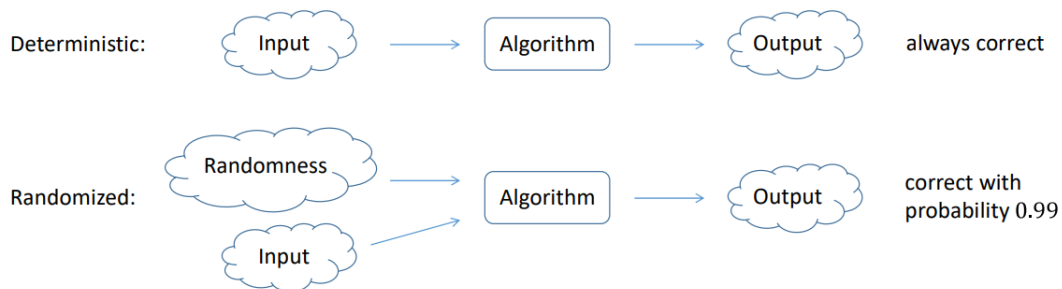 Deterministic: Input Algorithm Output always correct
Randomness
Randomized: Algorithm Output correct with
probability 0.99
Input